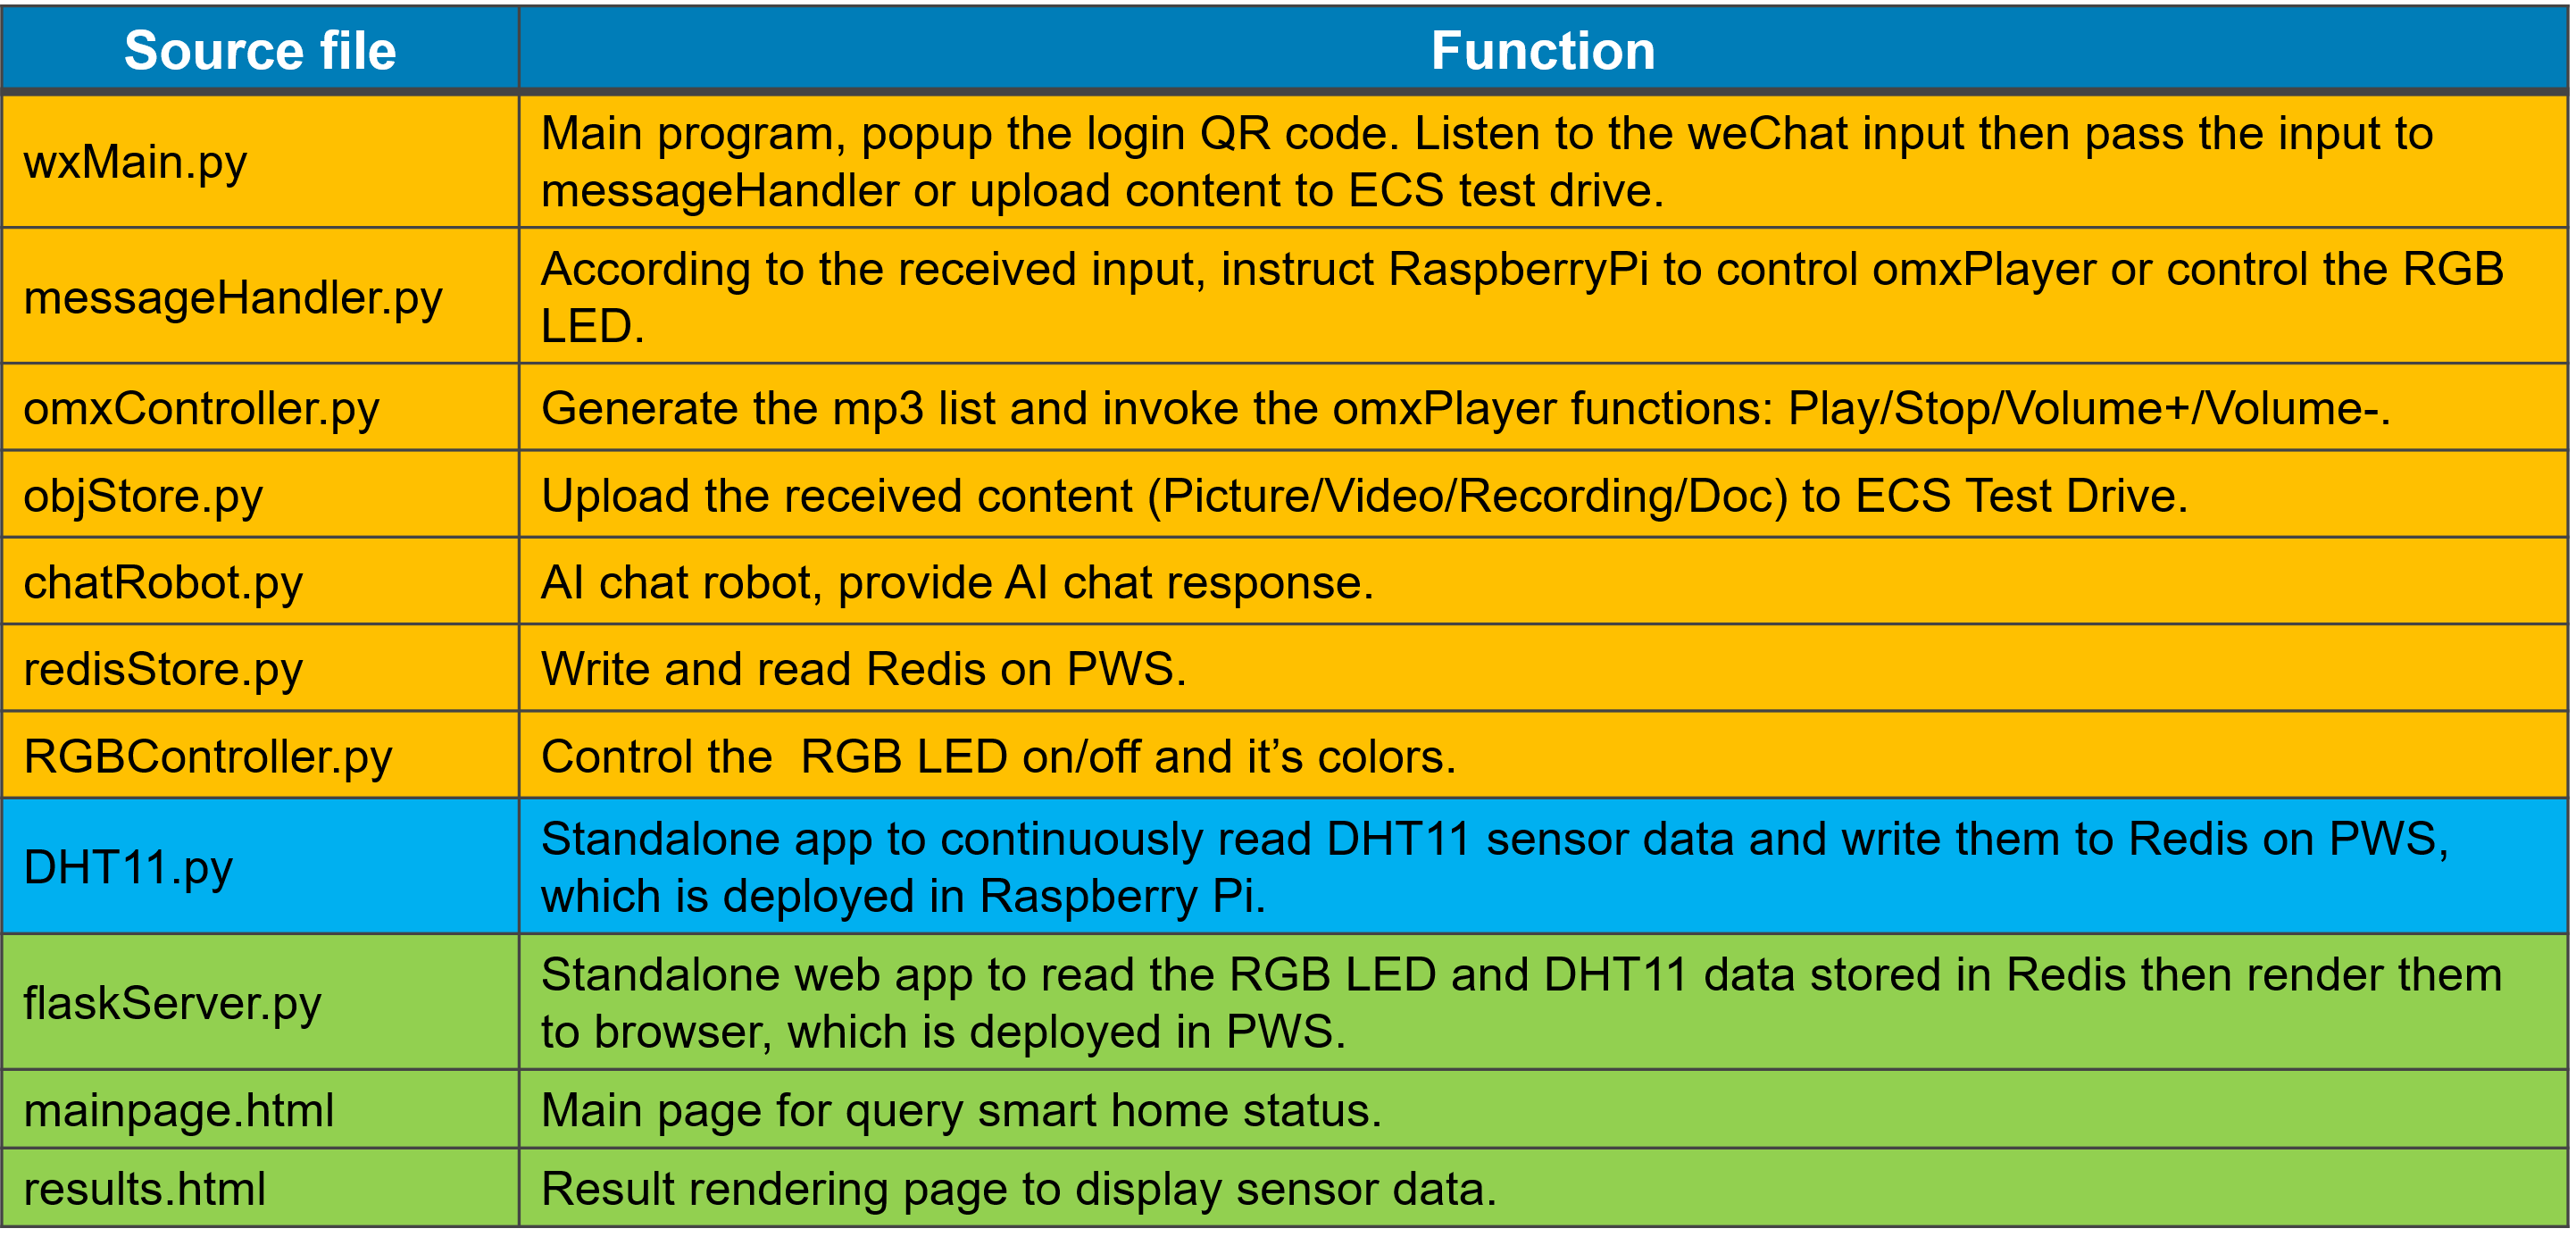 Source file
Function
wxMain.py
Main program, popup the login QR code. Listen to the weChat input then pass the input to
messageHandler or upload content to ECS test drive.
messageHandler.py
According to the received input, instruct RaspberryPi to control omxPlayer or control the RGB
LED.
omxController.py
Generate the mp3 list and invoke the omxPlayer functions: Play/Stop/Volume+/Volume-.
objStore.py
Upload the received content (Picture/Video/Recording/Doc) to ECS Test Drive.
chatRobot.py
AI chat robot, provide AI chat response.
redisStore.py
Write and read Redis on PWS.
RGBController.py
Control the  RGB LED on/off and it’s colors.
DHT11.py
Standalone app to continuously read DHT11 sensor data and write them to Redis on PWS,
which is deployed in Raspberry Pi.
flaskServer.py
Standalone web app to read the RGB LED and DHT11 data stored in Redis then render them
to browser, which is deployed in PWS.
mainpage.html
Main page for query smart home status.
results.html
Result rendering page to display sensor data.